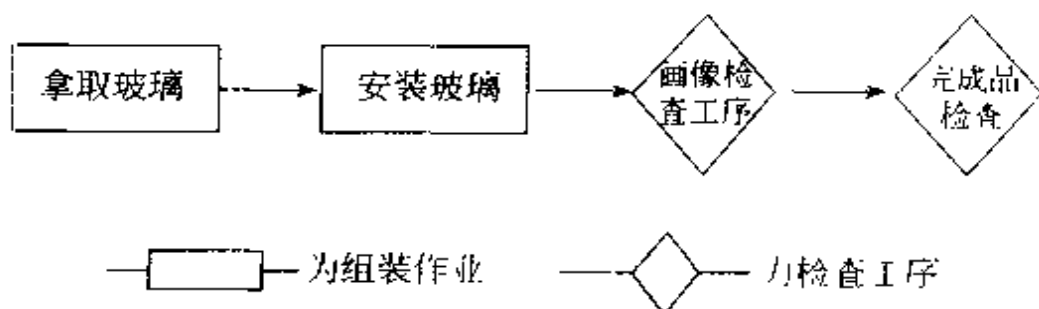 拿取玻璃
安装玻璃
画像检
查工序
完成品
检查
为组装作业
力检查工序